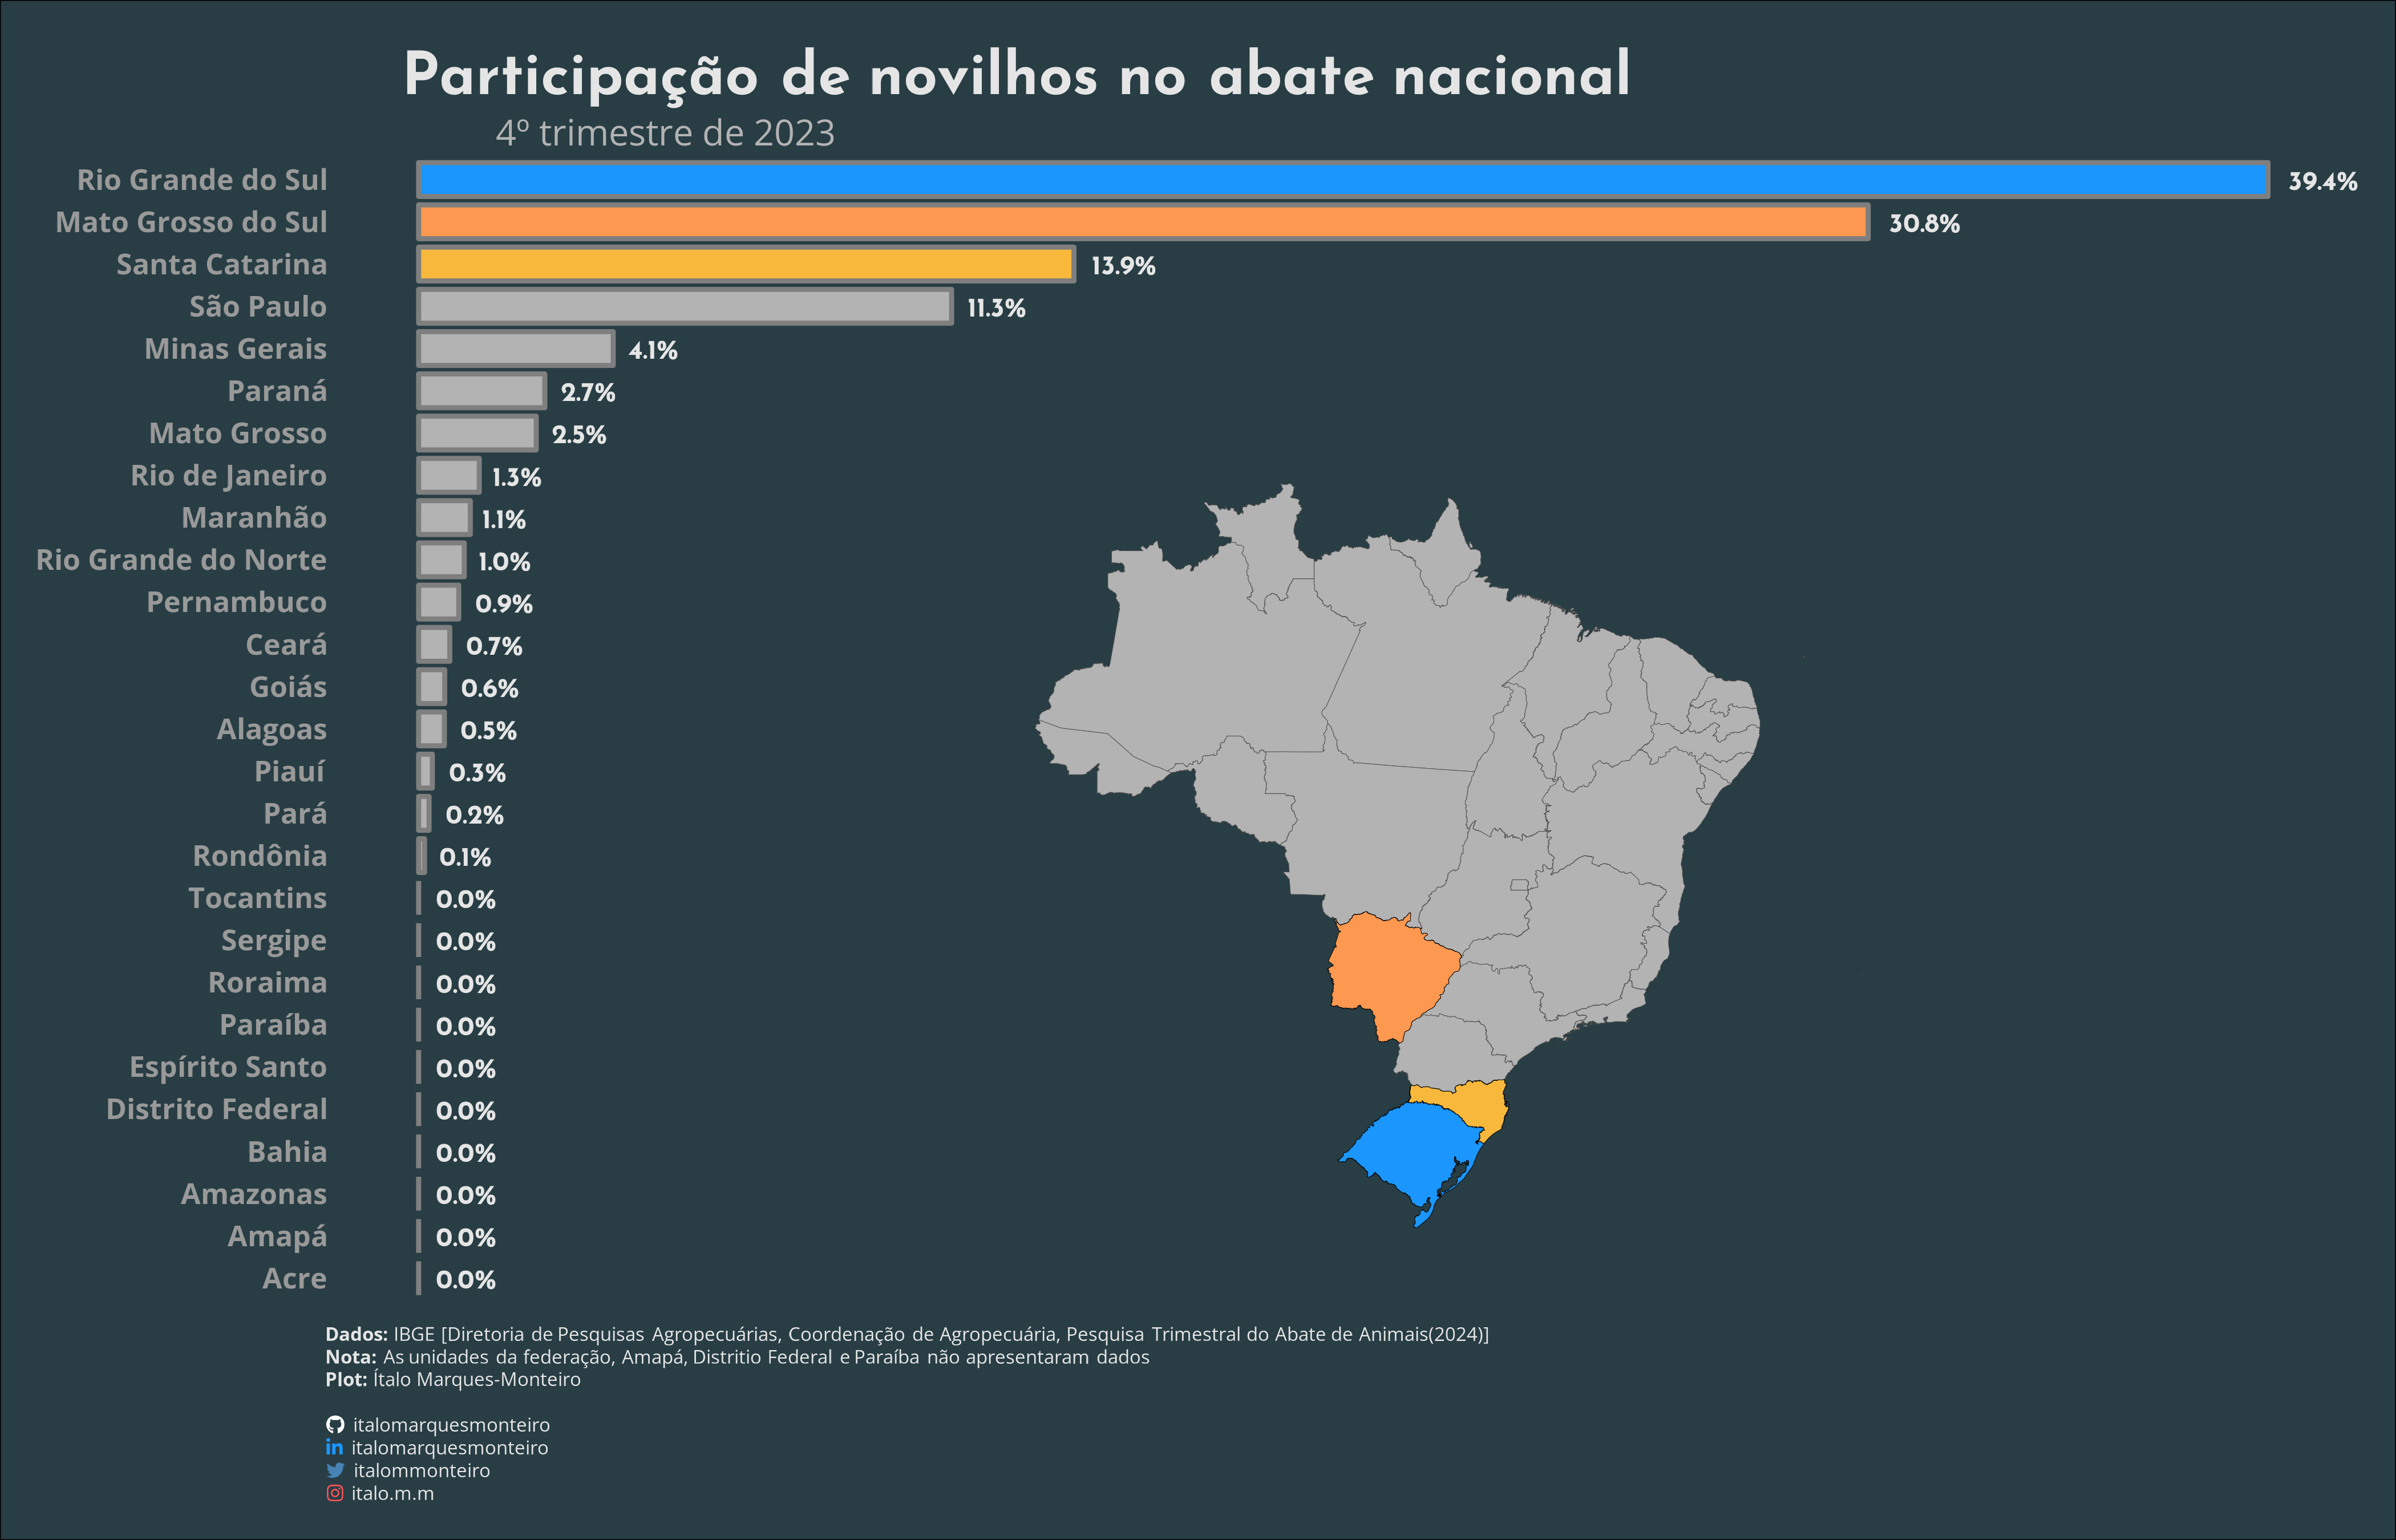 Participação de novilhos no abate nacional
4º trimestre de 2023
Rio Grande do Sul 39.4%
Mato Grosso do Sul 30.8%
Santa Catarina 13.9%
São Paulo 11.3%
Minas Gerais 4.1%
Paraná 2.7%
Mato Grosso 2.5%
Rio de Janeiro 1.3%
Maranhão 1.1%
Rio Grande do Norte 1.0%
Pernambuco 0.9%
Ceará 0.7%
Goiás 0.6%
Alagoas 0.5%
Piauí 0.3%
Pará 0.2%
Rondônia 0.1%
Tocantins 0.0%
Sergipe 0.0%
Roraima 0.0%
Paraíba 0.0%
Espírito Santo 0.0%
Distrito Federal 0.0%
Bahia 0.0%
Amazonas 0.0%
Amapá 0.0%
Acre 0.0%
Dados: IBGE [Diretoria de Pesquisas Agropecuárias, Coordenação de Agropecuária, Pesquisa Trimestral do Abate de Animais(2024)]
Nota: As unidades da federação, Amapá, Distritio Federal e Paraíba não apresentaram dados
Plot: Ítalo Marques-Monteiro
italomarquesmonteiro
italomarquesmonteiro
italommonteiro
italo.m.m